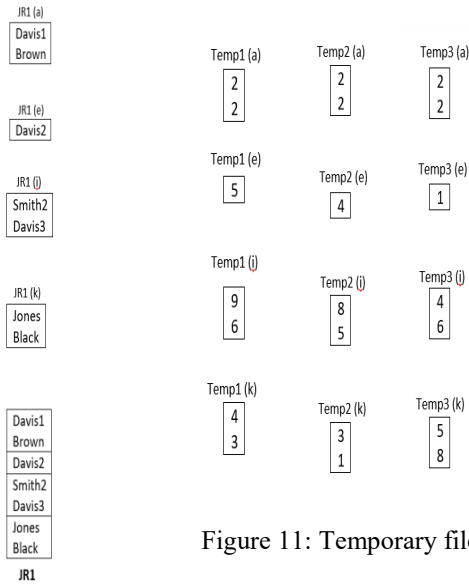 JR1 (a)
Davis1
Brown
Temp1 (a)
2
2
Temp2 (a)
2
2
Temp3 (a)
2
2
JR1 (e)
Davis2
Temp1 (e)
5
Temp2 (e)
4
Temp3 (e)
1
JR1 (i)
Smith2
Davis3
Temp1 (i)
9
6
Temp2 (i)
8
5
Temp3 (i)
4
6
JR1 (k)
Jones
Black
Temp1 (k)
4
3
Temp2 (k)
3
1
Temp3 (k)
5
8
Davis1
Brown
Davis2
Smith2
Davis3
Jones
Black
JR1
Figure 11: Temporary file